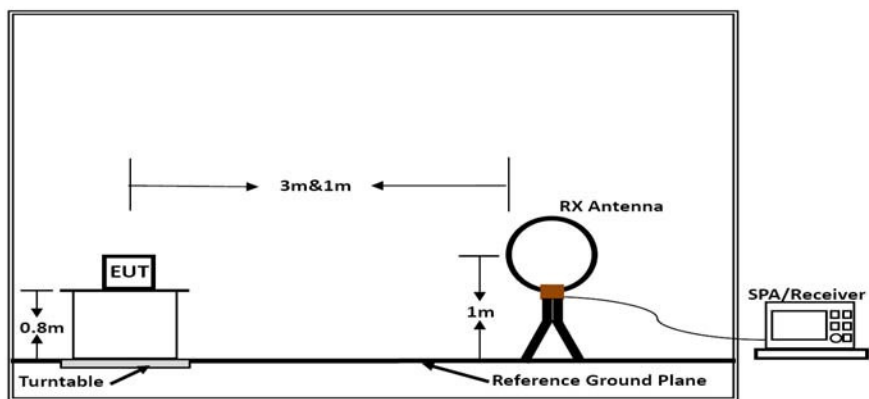 3m&1m
RX Antenna
EUT
SPA/Receiver
0.8m
1m
Turntable
Reference Ground Plane